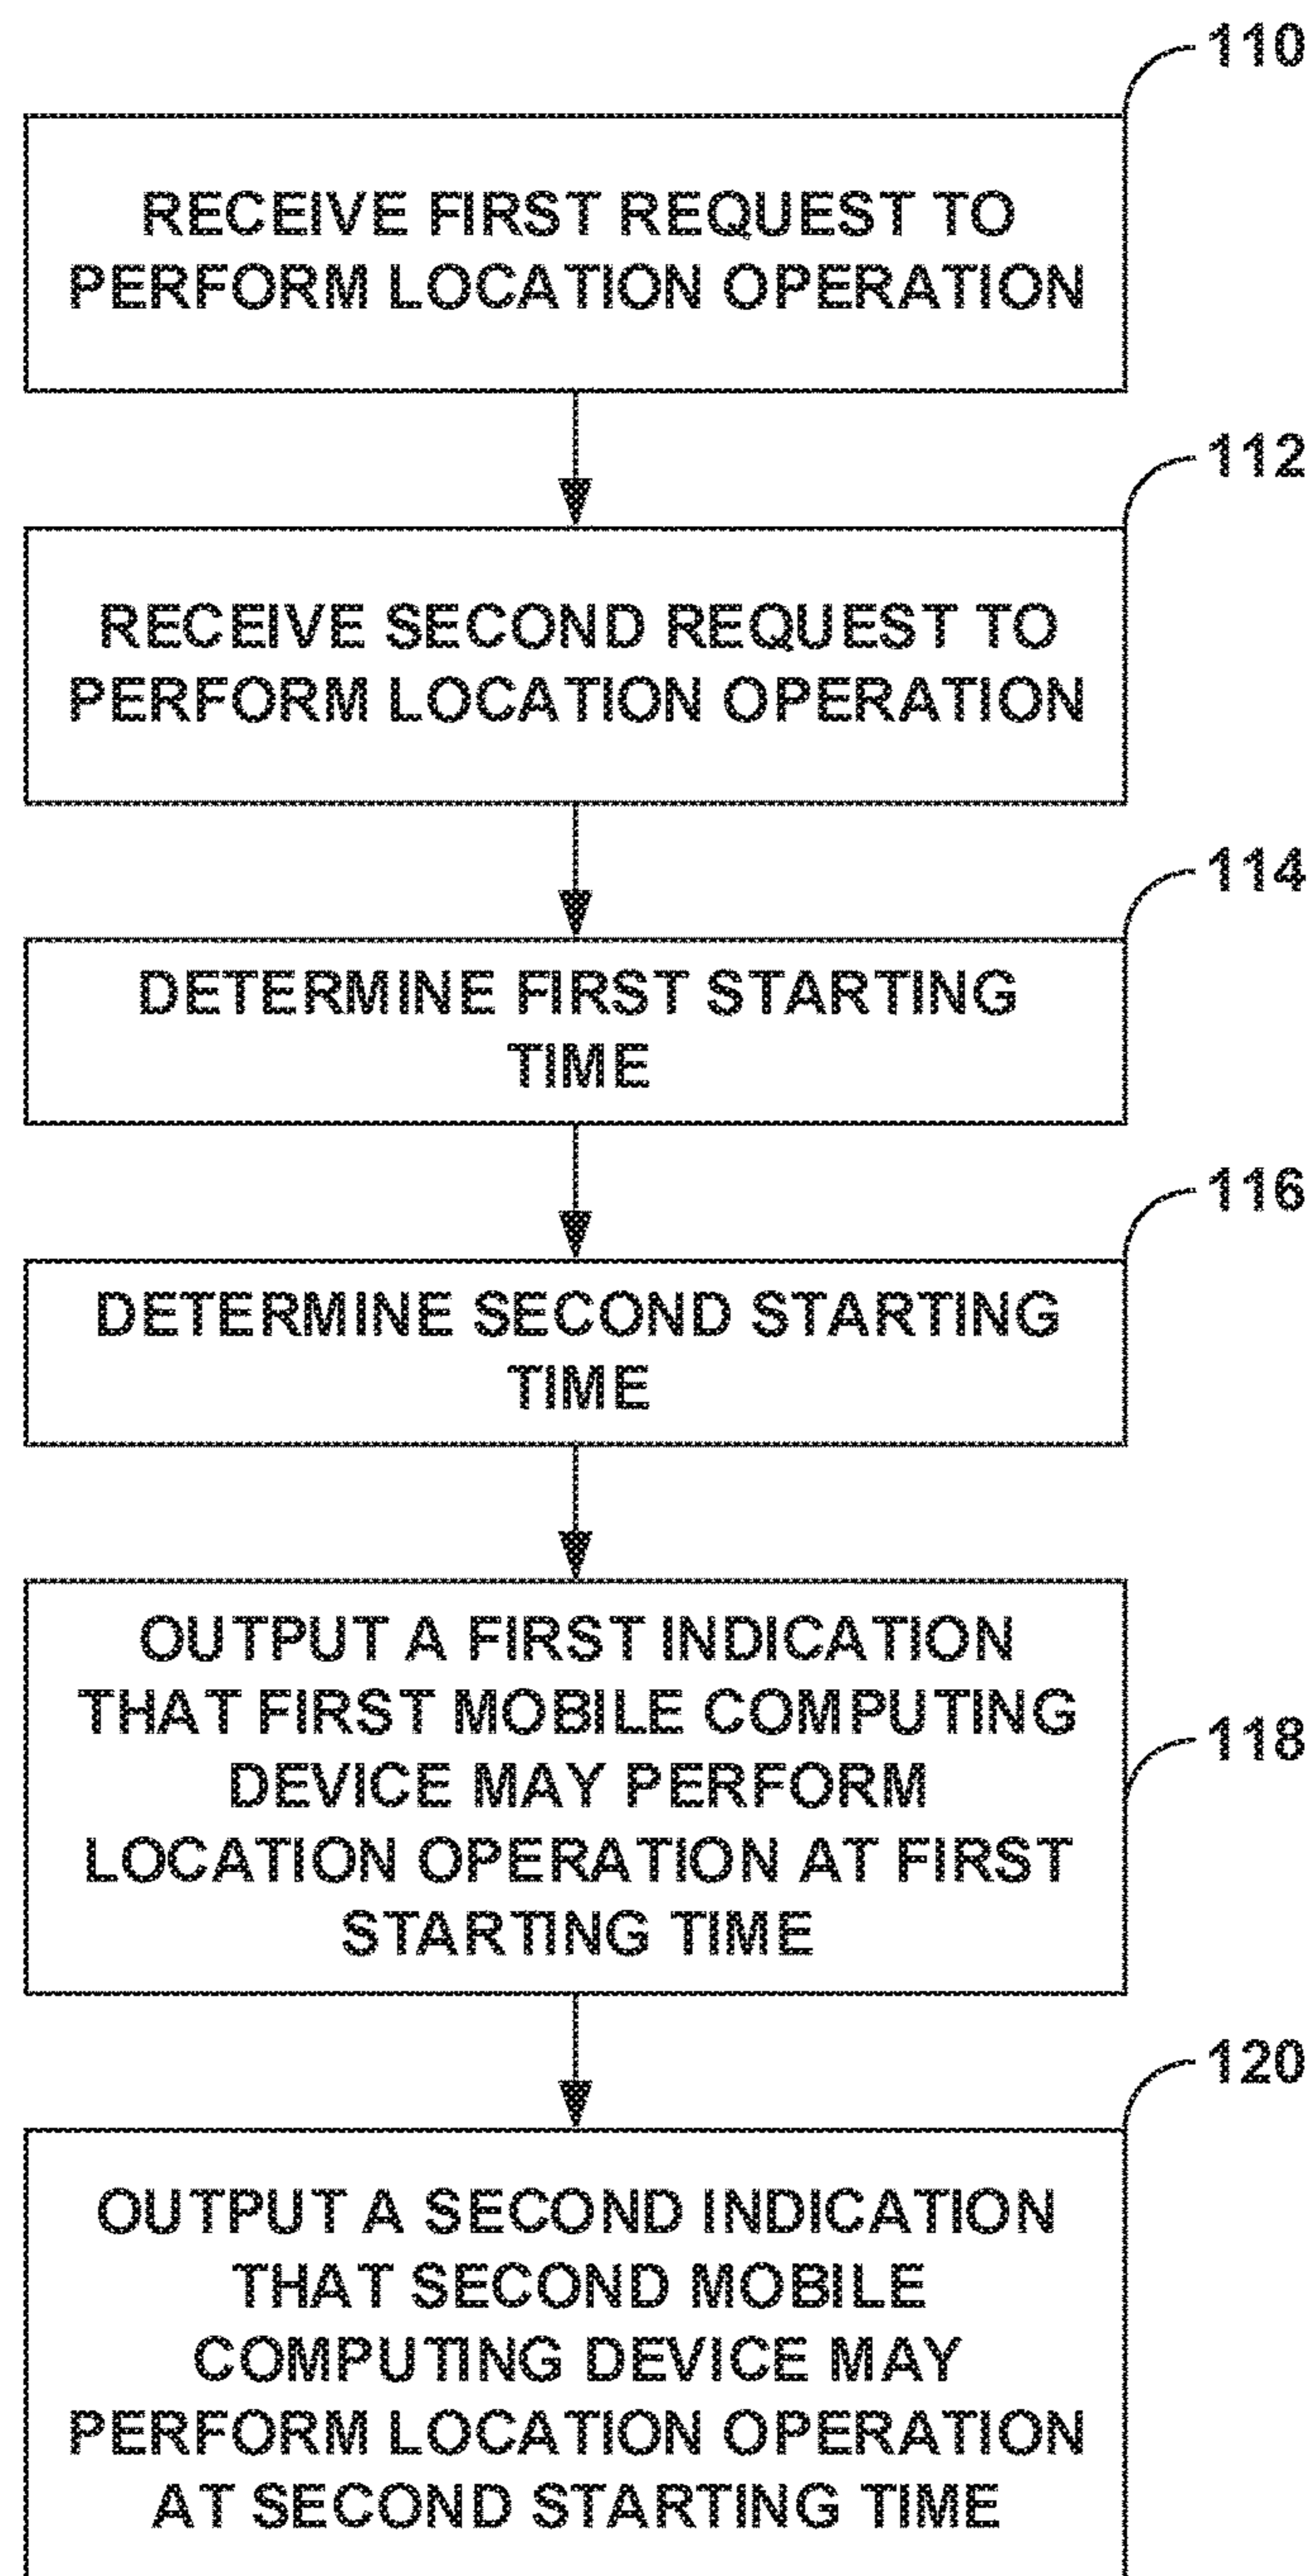 110
RECEIVE FIRST REQUEST TO
PERFORM LOCATION OPERATION
112
RECEIVE SECOND REQUEST TO
PERFORM LOCATION OPERATION
114
DETERMINE FIRST STARTING
TIME
116
DETERMINE SECOND STARTING
TIME
118
OUTPUT A FIRST INDICATION
THAT FIRST MOBILE COMPUTING
DEVICE MAY PERFORM
LOCATION OPERATION AT FIRST
STARTING TIME
120
OUTPUT A SECOND INDICATION
THAT SECOND MOBILE
COMPUTING DEVICE MAY
PERFORM LOCATION OPERATION
AT SECOND STARTING TIME